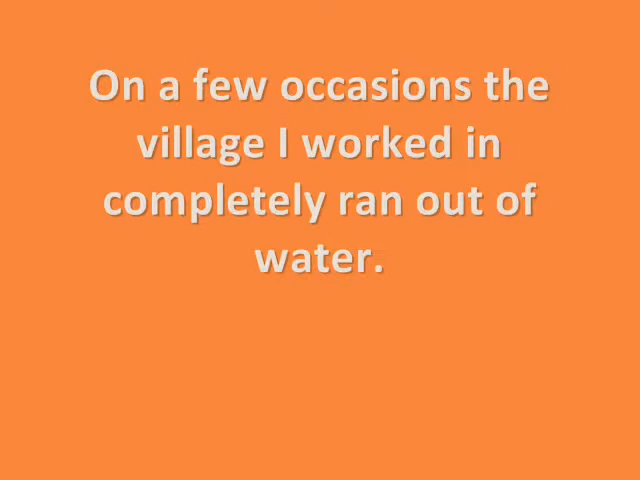 On a few occasions the
village I worked in
completely ran out of
water.